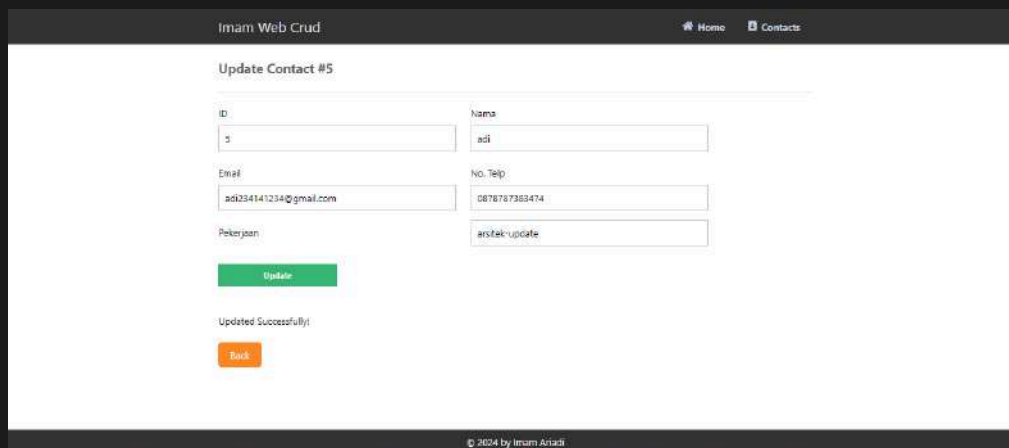 Imam Web Crud Home Contacts
Update Contact #5
ID Nama
5 adi
Email No. Telp
adi234141234@gmail.com 0878787383474
Pekerjaan arsitek-update
Update
Updated Successfully!
Back
© 2024 by Imam Ariadi